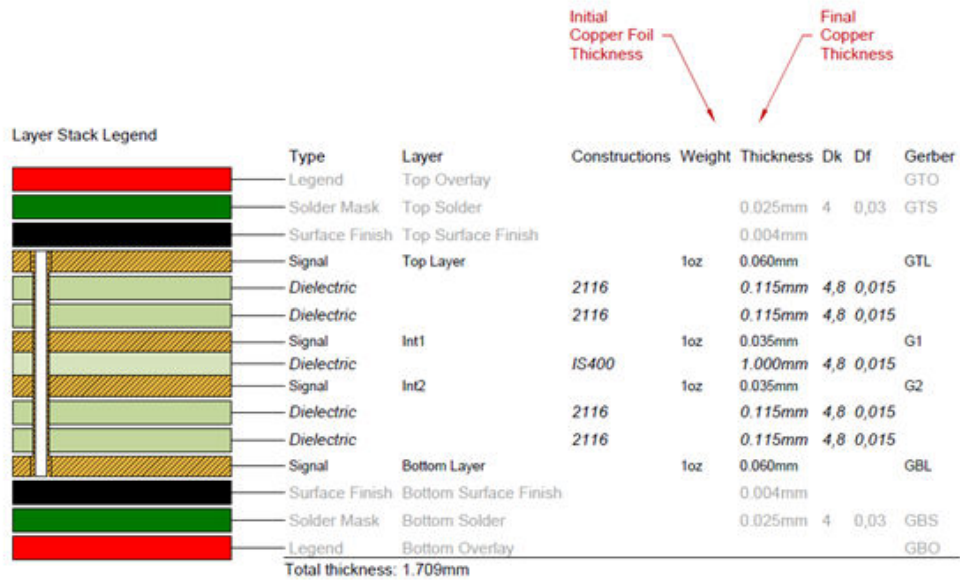 Initial
Copper Foil
Thickness
Final
Copper
Thickness
Layer Stack Legend
Type Layer Constructions Weight Thickness Dk Df Gerber
Legend Top Overlay GTO
Solder Mask Top Solder 0.025mm 4 0,03 GTS
Surface Finish Top Surface Finish 0.004mm
Signal Top Layer 1oz 0.060mm GTL
Dielectric 2116 0.115mm 4,8 0,015
Dielectric 2116 0.115mm 4,8 0,015
Signal Int1 1oz 0.035mm G1
Dielectric IS400 1.000mm 4,8 0,015
Signal Int2 1oz 0.035mm G2
Dielectric 2116 0.115mm 4,8 0,015
Dielectric 2116 0.115mm 4,8 0,015
Signal Bottom Layer 1oz 0.060mm GBL
Surface Finish Bottom Surface Finish 0.004mm
Solder Mask Bottom Solder 0.025mm 4 0,03 GBS
Legend Bottom Overlay GBO
Total thickness: 1.709mm